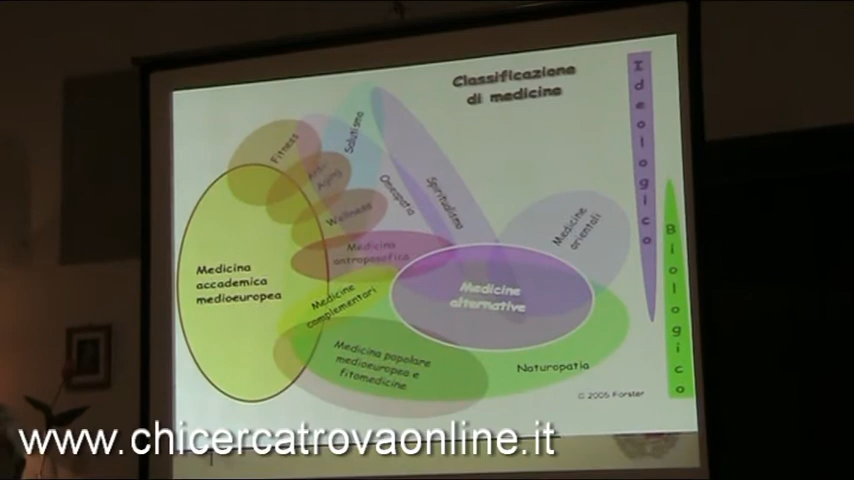 Classificazione
di medicine
Ideologico
Biologico
Fitness
Salutismo
Anti-
Aging
Wellness
Omeopatia
Spiritualismo
Medicine
orientali
Medicina
antroposofica
Medicina
accademica
medioeuropea
Medicine
complementari
Medicine
alternative
Medicina popolare
medioeuropea e
fitomedicine
Naturopatia
© 2005 Forster
www.chicercatrovaonline.it